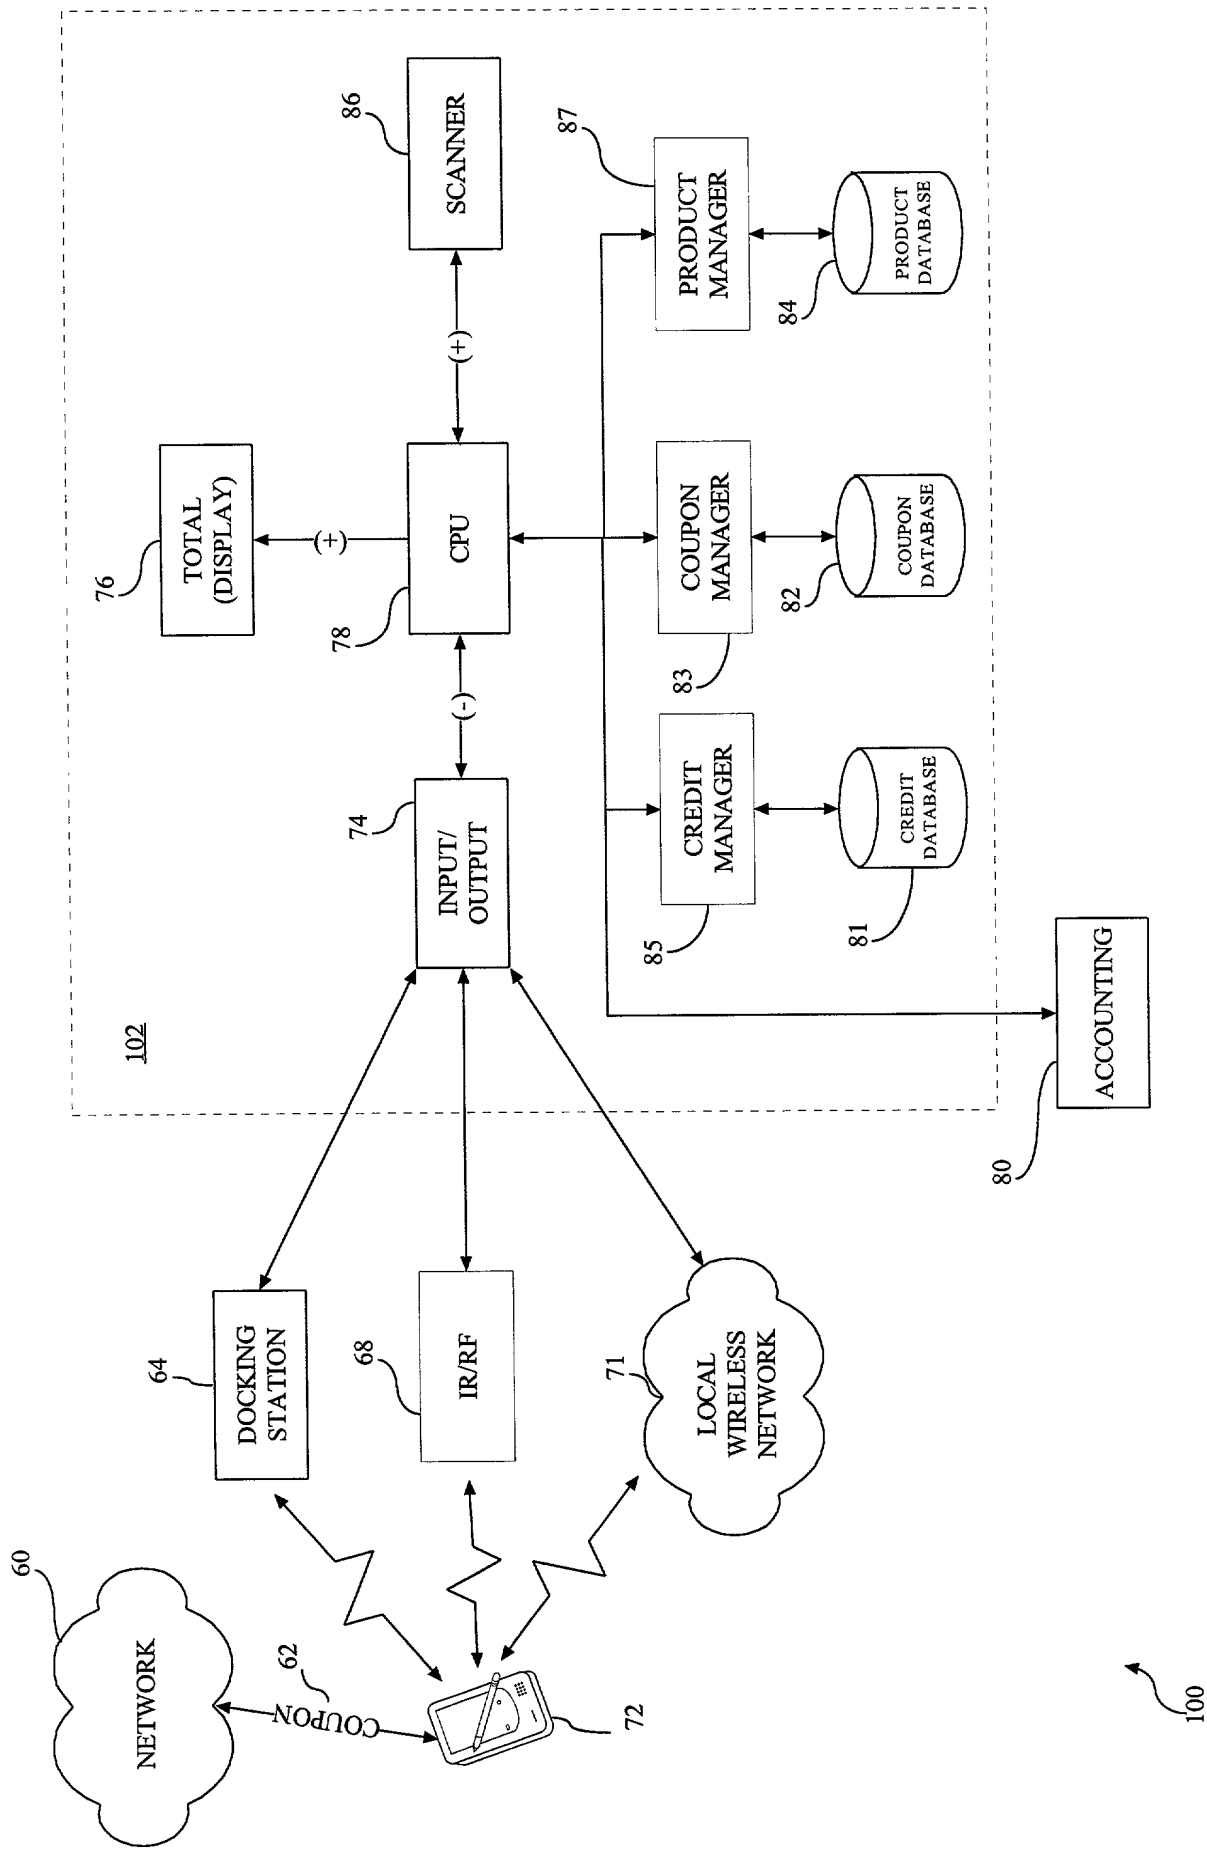 60
NETWORK
COUPON
62
72
64
DOCKING
STATION
68
IR/RF
71
LOCAL
WIRELESS
NETWORK
102
74
INPUT/
OUTPUT
(-)
76
TOTAL
(DISPLAY)
(+)
78
CPU
(+)
86
SCANNER
85
CREDIT
MANAGER
83
COUPON
MANAGER
87
PRODUCT
MANAGER
81
CREDIT
DATABASE
82
COUPON
DATABASE
84
PRODUCT
DATABASE
80
ACCOUNTING
100